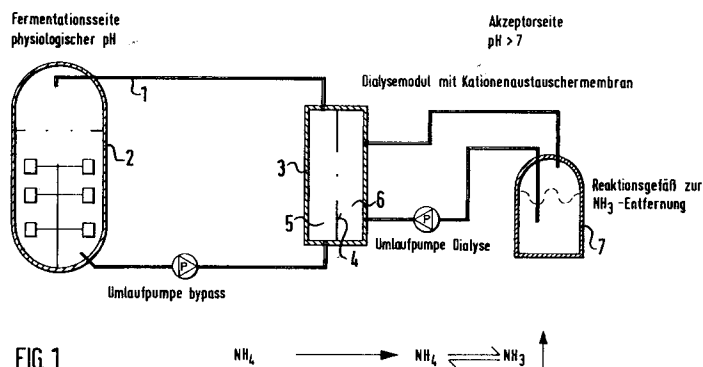 Fermentationsseite
physiologischer pH
Akzeptorseite
pH > 7
Dialysemodul mit Kationenaustauschermembran
1
2
3
4
5
6
7
P
P
Reaktionsgefäß zur
NH₃-Entfernung
Umlaufpumpe Dialyse
Umlaufpumpe bypass
FIG.1
NH₄ ⟶ NH₄ ⇌ NH₃ ↑